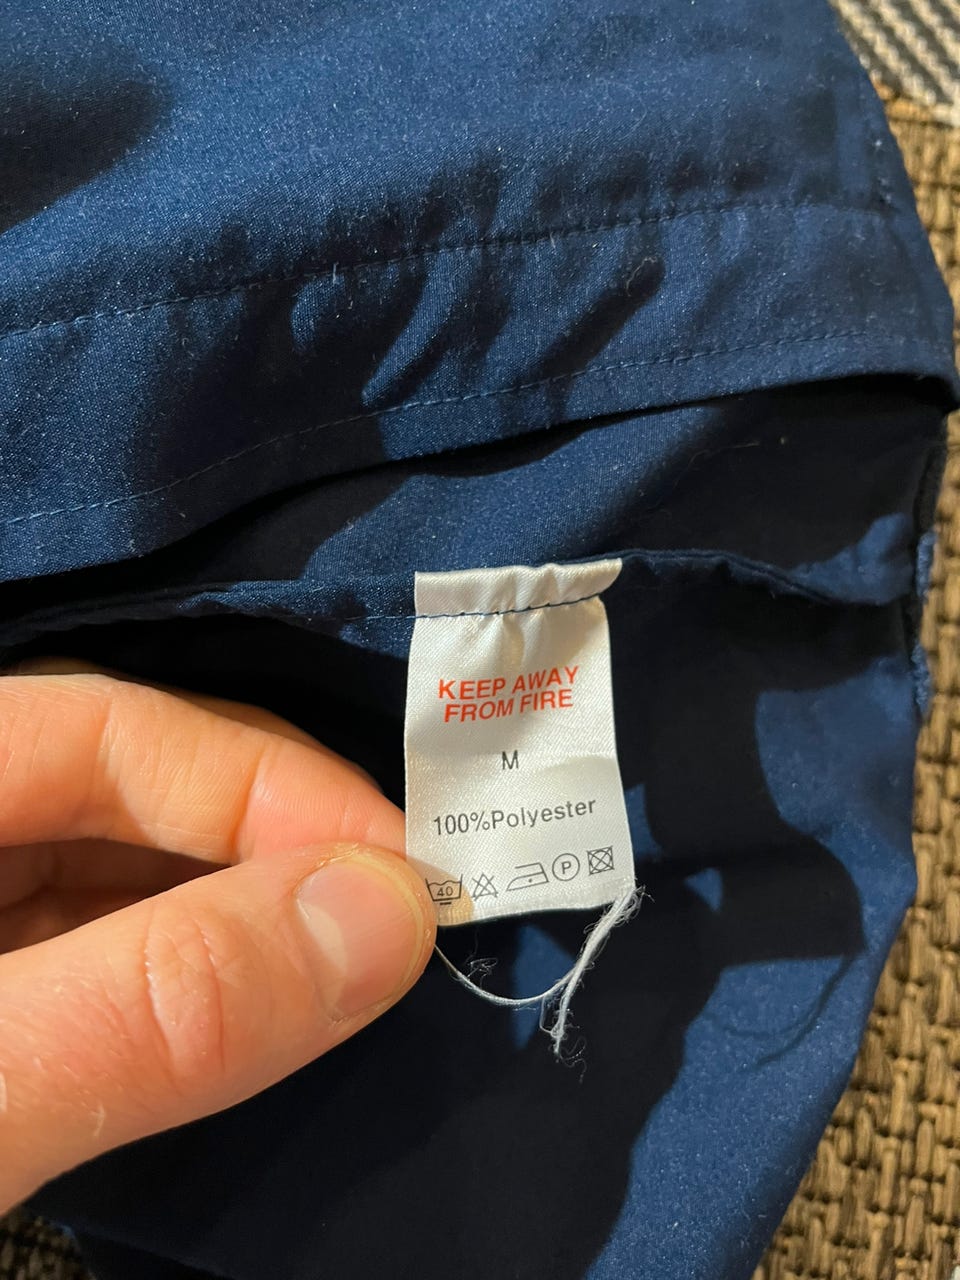 KEEP AWAY
FROM FIRE
M
100%Polyester
40 P